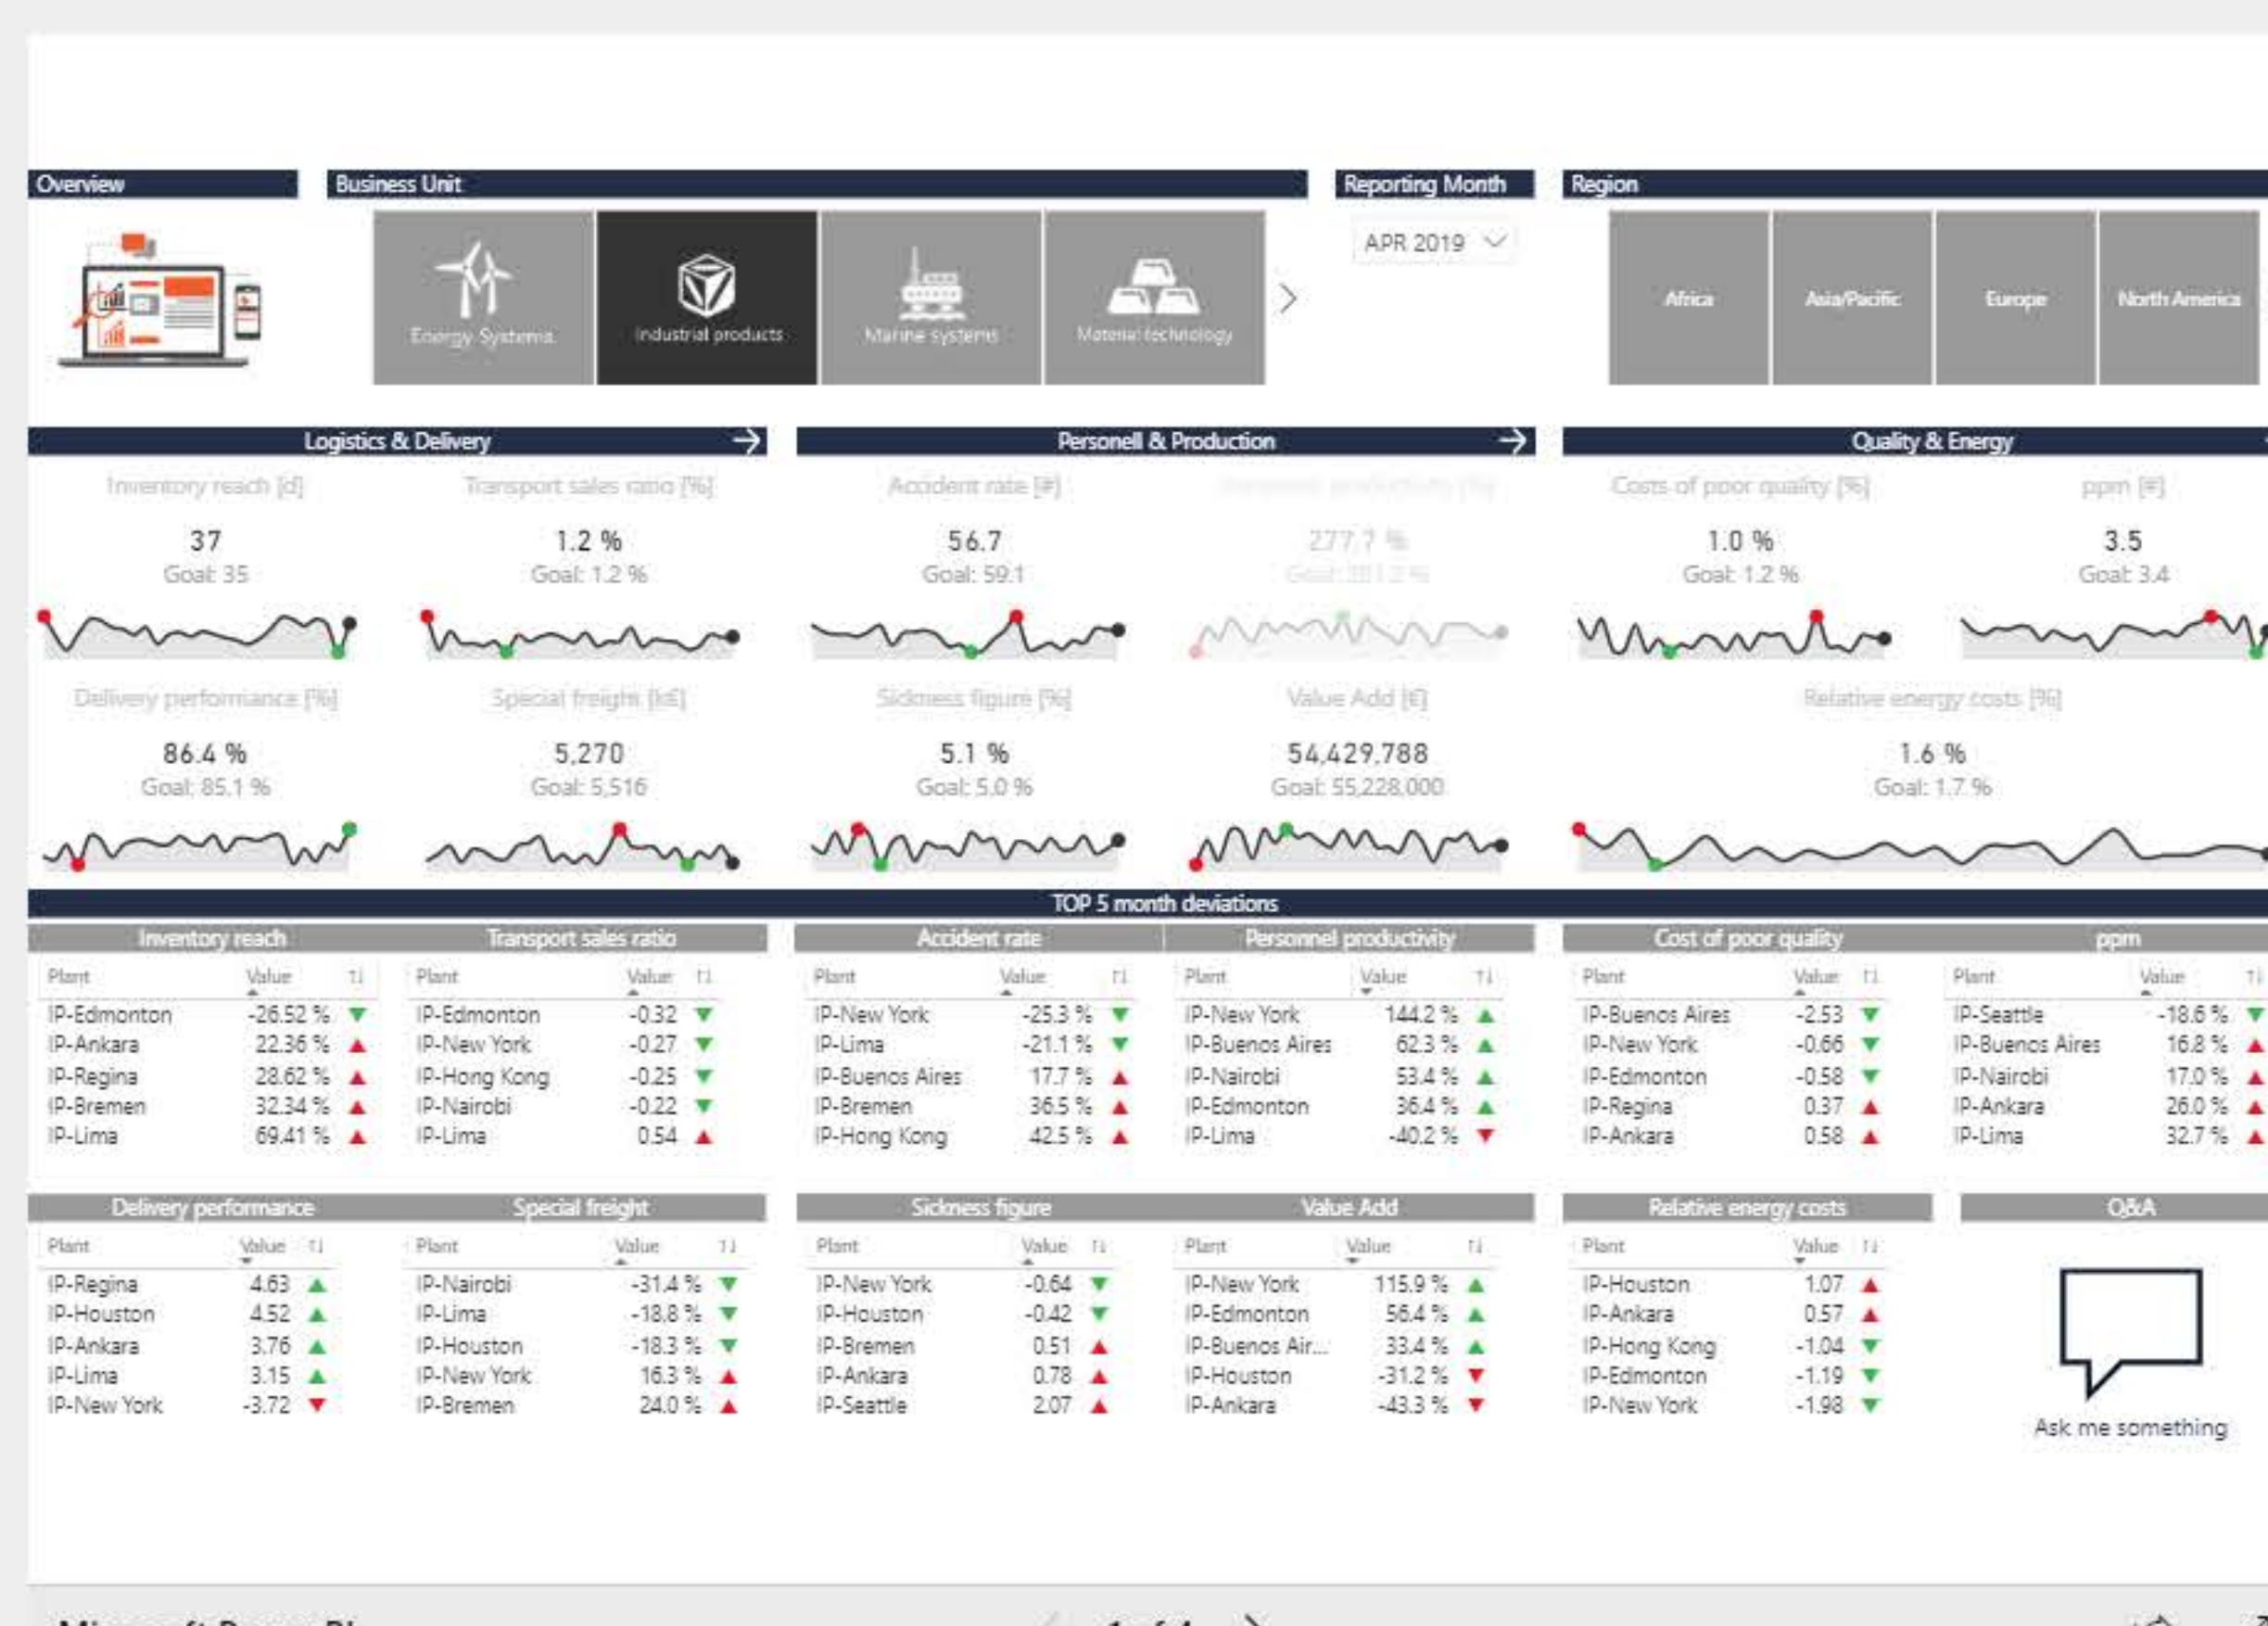 Overview
Business Unit
Reporting Month
Region
APR 2019
Energy Systems
Industrial products
Marine systems
Material technology
Africa
Asia/Pacific
Europe
North America
Logistics & Delivery
Personell & Production
Quality & Energy
Inventory reach [d]
Transport sales ratio [%]
Accident rate [#]
Costs of poor quality [%]
ppm [#]
37
1.2 %
56.7
277.7 %
1.0 %
3.5
Goal: 35
Goal: 1.2 %
Goal: 59.1
Goal: 1.2 %
Goal: 3.4
Delivery performance [%]
Special freight [k€]
Sickness figure [%]
Value Add [€]
Relative energy costs [%]
86.4 %
5,270
5.1 %
54,429,788
1.6 %
Goal: 85.1 %
Goal: 5,516
Goal: 5.0 %
Goal: 55,228,000
Goal: 1.7 %
TOP 5 month deviations
Inventory reach
Plant Value
IP-Edmonton -26.52 %
IP-Ankara 22.36 %
IP-Regina 28.62 %
IP-Bremen 32.34 %
IP-Lima 69.41 %
Transport sales ratio
Plant Value
IP-Edmonton -0.32
IP-New York -0.27
IP-Hong Kong -0.25
IP-Nairobi -0.22
IP-Lima 0.54
Accident rate
Plant Value
IP-New York -25.3 %
IP-Lima -21.1 %
IP-Buenos Aires 17.7 %
IP-Bremen 36.5 %
IP-Hong Kong 42.5 %
Personnel productivity
Plant Value
IP-New York 144.2 %
IP-Buenos Aires 62.3 %
IP-Nairobi 53.4 %
IP-Edmonton 36.4 %
IP-Lima -40.2 %
Cost of poor quality
Plant Value
IP-Buenos Aires -2.53
IP-New York -0.66
IP-Edmonton -0.58
IP-Regina 0.37
IP-Ankara 0.58
ppm
Plant Value
IP-Seattle -18.6 %
IP-Buenos Aires 16.8 %
IP-Nairobi 17.0 %
IP-Ankara 26.0 %
IP-Lima 32.7 %
Delivery performance
Plant Value
IP-Regina 4.63
IP-Houston 4.52
IP-Ankara 3.76
IP-Lima 3.15
IP-New York -3.72
Special freight
Plant Value
IP-Nairobi -31.4 %
IP-Lima -18.8 %
IP-Houston -18.3 %
IP-New York 16.3 %
IP-Bremen 24.0 %
Sickness figure
Plant Value
IP-New York -0.64
IP-Houston -0.42
IP-Bremen 0.51
IP-Ankara 0.78
IP-Seattle 2.07
Value Add
Plant Value
IP-New York 115.9 %
IP-Edmonton 56.4 %
IP-Buenos Air... 33.4 %
IP-Houston -31.2 %
IP-Ankara -43.3 %
Relative energy costs
Plant Value
IP-Houston 1.07
IP-Ankara 0.57
IP-Hong Kong -1.04
IP-Edmonton -1.19
IP-New York -1.98
Q&A
Ask me something